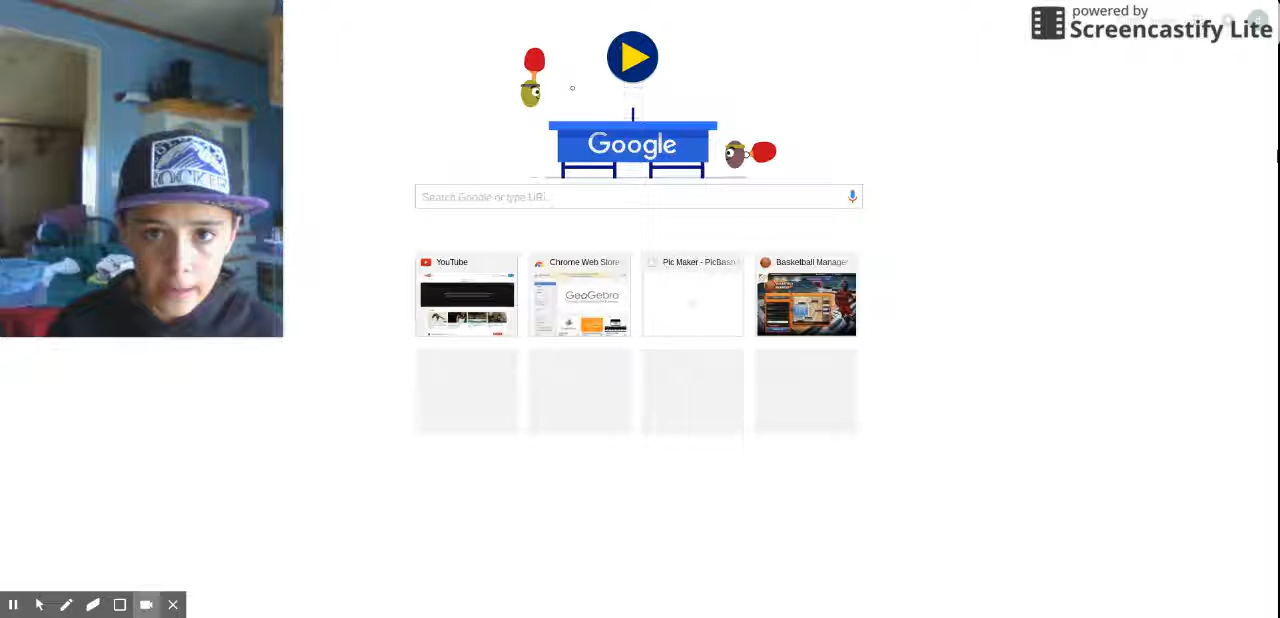 powered by
Screencastify Lite
Google
Search Google or type URL
YouTube
Chrome Web Store
Pic Maker - PicBasn
Basketball Manager
GeoGebra